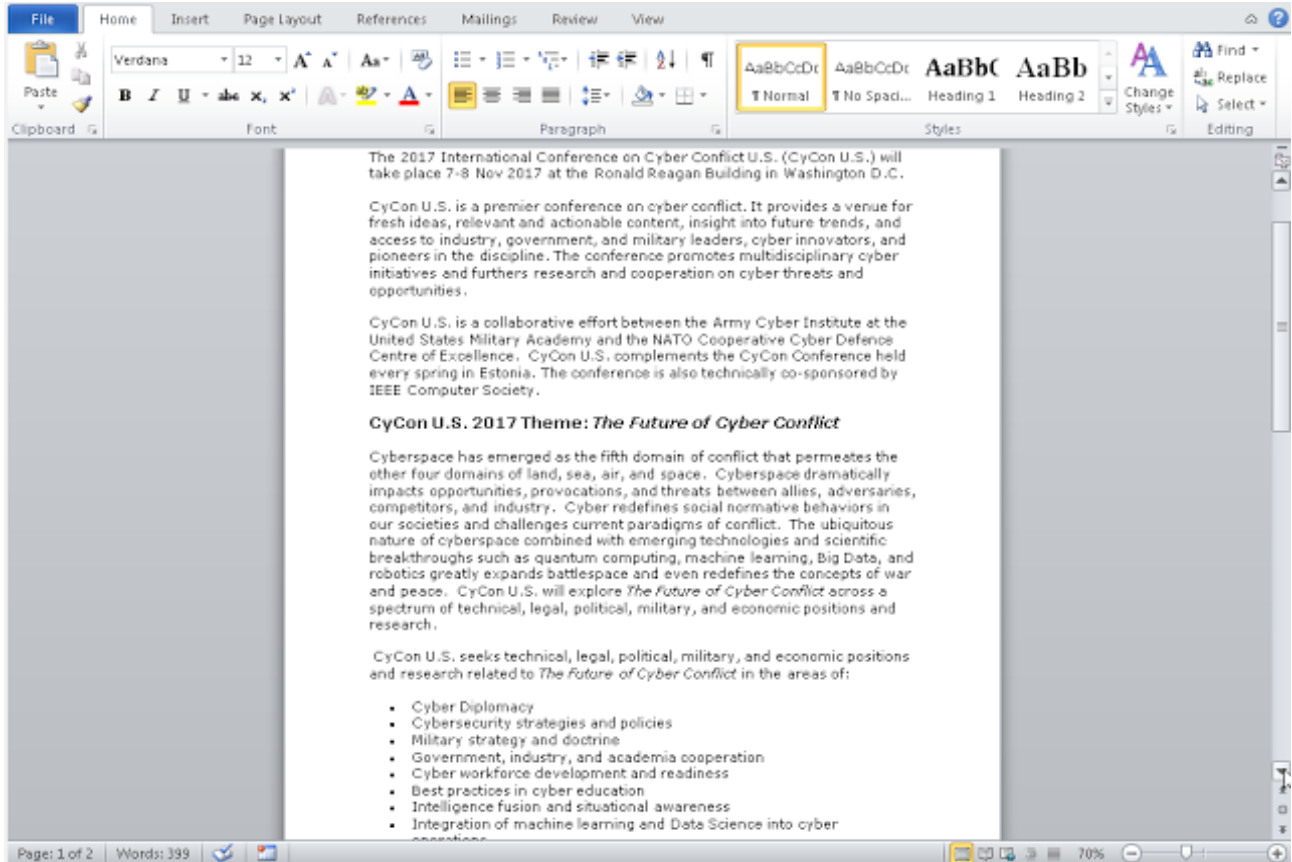 File Home Insert Page Layout References Mailings Review View
Verdana 12 Aa Find
Paste B I U abc x, x² A A AaBbCcDc AaBbCcDc AaBb( AaBb Change Styles Replace
¶ Normal ¶ No Spaci... Heading 1 Heading 2 Select
Clipboard Font Paragraph Styles Editing
The 2017 International Conference on Cyber Conflict U.S. (CyCon U.S.) will
take place 7-8 Nov 2017 at the Ronald Reagan Building in Washington D.C.
CyCon U.S. is a premier conference on cyber conflict. It provides a venue for
fresh ideas, relevant and actionable content, insight into future trends, and
access to industry, government, and military leaders, cyber innovators, and
pioneers in the discipline. The conference promotes multidisciplinary cyber
initiatives and furthers research and cooperation on cyber threats and
opportunities.
CyCon U.S. is a collaborative effort between the Army Cyber Institute at the
United States Military Academy and the NATO Cooperative Cyber Defence
Centre of Excellence.  CyCon U.S. complements the CyCon Conference held
every spring in Estonia. The conference is also technically co-sponsored by
IEEE Computer Society.
CyCon U.S. 2017 Theme: The Future of Cyber Conflict
Cyberspace has emerged as the fifth domain of conflict that permeates the
other four domains of land, sea, air, and space.  Cyberspace dramatically
impacts opportunities, provocations, and threats between allies, adversaries,
competitors, and industry.  Cyber redefines social normative behaviors in
our societies and challenges current paradigms of conflict.  The ubiquitous
nature of cyberspace combined with emerging technologies and scientific
breakthroughs such as quantum computing, machine learning, Big Data, and
robotics greatly expands battlespace and even redefines the concepts of war
and peace.  CyCon U.S. will explore The Future of Cyber Conflict across a
spectrum of technical, legal, political, military, and economic positions and
research.
CyCon U.S. seeks technical, legal, political, military, and economic positions
and research related to The Future of Cyber Conflict in the areas of:
• Cyber Diplomacy
• Cybersecurity strategies and policies
• Military strategy and doctrine
• Government, industry, and academia cooperation
• Cyber workforce development and readiness
• Best practices in cyber education
• Intelligence fusion and situational awareness
• Integration of machine learning and Data Science into cyber
operations
Page: 1 of 2 Words: 399 70%